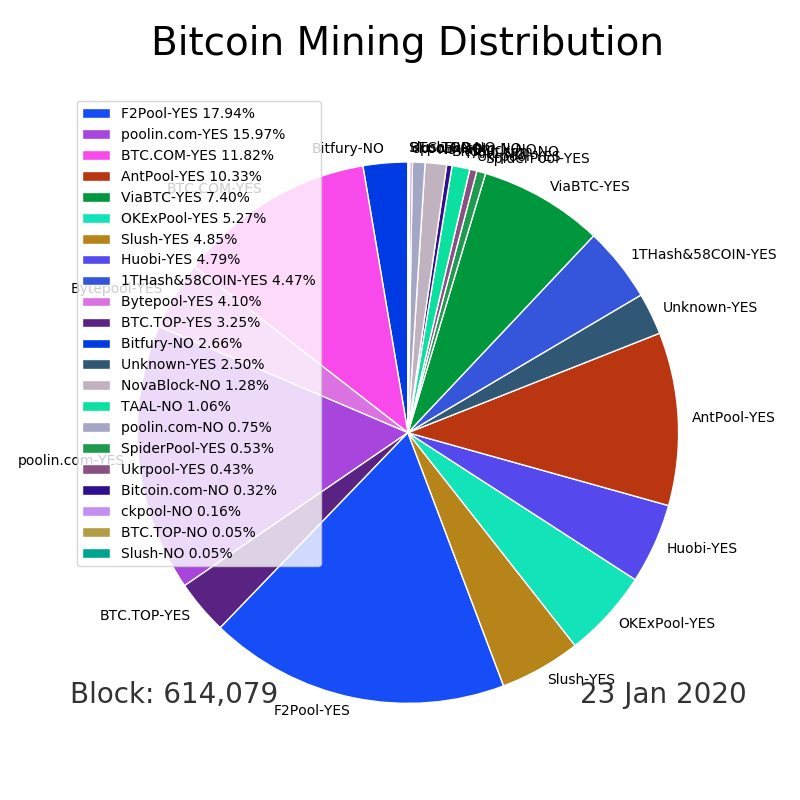 Bitcoin Mining Distribution
F2Pool-YES 17.94%
poolin.com-YES 15.97%
BTC.COM-YES 11.82%
AntPool-YES 10.33%
ViaBTC-YES 7.40%
OKExPool-YES 5.27%
Slush-YES 4.85%
Huobi-YES 4.79%
1THash&58COIN-YES 4.47%
Bytepool-YES 4.10%
BTC.TOP-YES 3.25%
Bitfury-NO 2.66%
Unknown-YES 2.50%
NovaBlock-NO 1.28%
TAAL-NO 1.06%
poolin.com-NO 0.75%
SpiderPool-YES 0.53%
Ukrpool-YES 0.43%
Bitcoin.com-NO 0.32%
ckpool-NO 0.16%
BTC.TOP-NO 0.05%
Slush-NO 0.05%
Bitfury-NO
BTC.COM-YES
Bytepool-YES
poolin.com-YES
BTC.TOP-YES
F2Pool-YES
Slush-YES
OKExPool-YES
Huobi-YES
AntPool-YES
Unknown-YES
1THash&58COIN-YES
ViaBTC-YES
SpiderPool-YES
Block: 614,079
23 Jan 2020